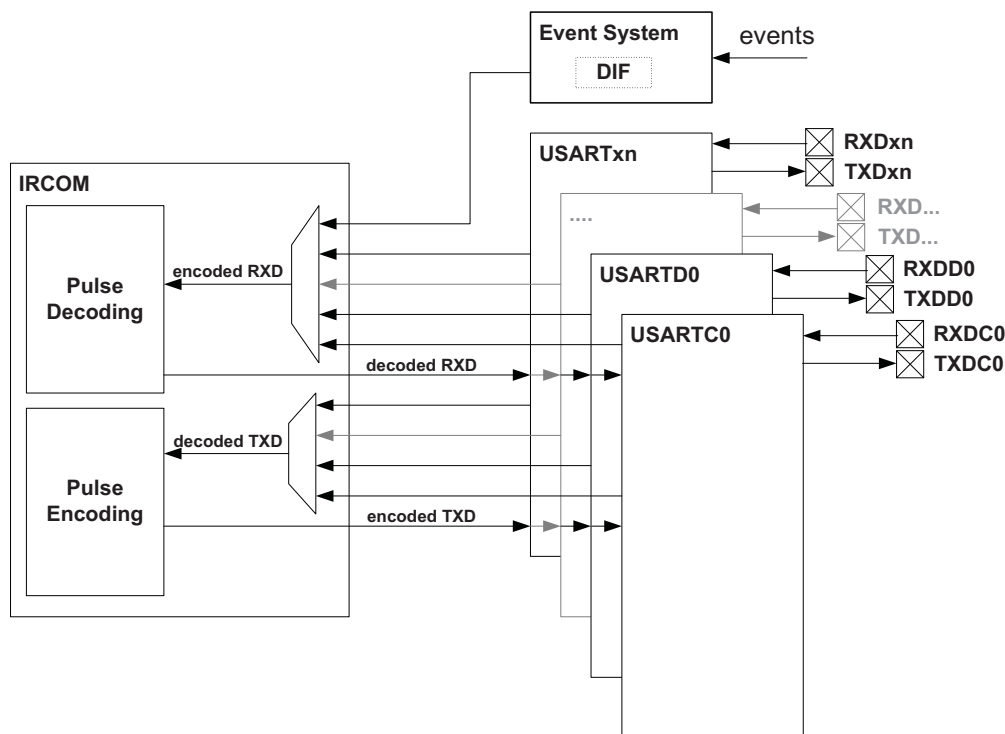 Event System
DIF
events
USARTxn
RXDxn
TXDxn
IRCOM
....
RXD...
TXD...
Pulse
Decoding
encoded RXD
USARTD0
RXDD0
TXDD0
USARTC0
RXDC0
TXDC0
decoded RXD
decoded TXD
Pulse
Encoding
encoded TXD